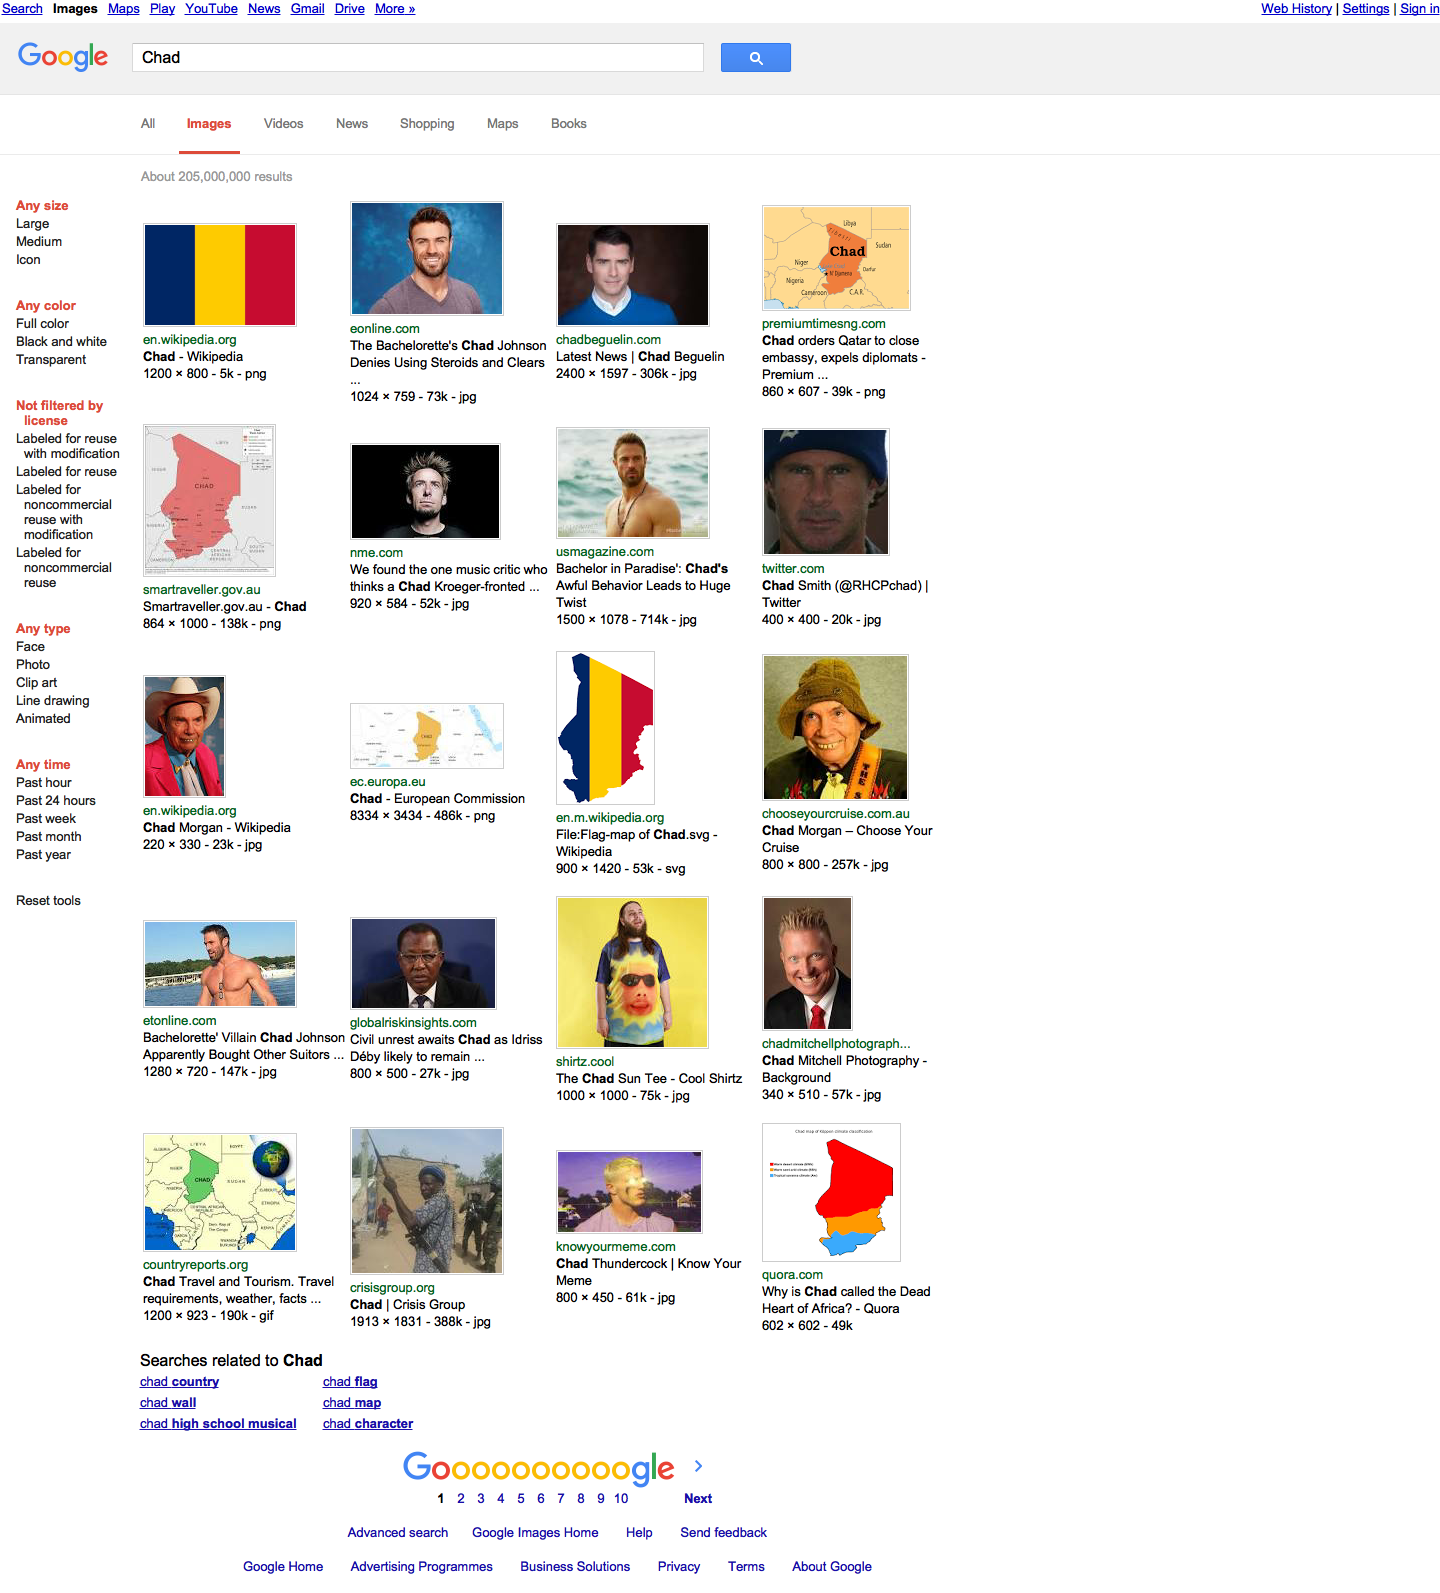 Search Images Maps Play YouTube News Gmail Drive More »
Web History | Settings | Sign in
Google
Chad
All Images Videos News Shopping Maps Books
About 205,000,000 results
Any size
Large
Medium
Icon
Any color
Full color
Black and white
Transparent
Not filtered by
license
Labeled for reuse
with modification
Labeled for reuse
Labeled for
noncommercial
reuse with
modification
Labeled for
noncommercial
reuse
Any type
Face
Photo
Clip art
Line drawing
Animated
Any time
Past hour
Past 24 hours
Past week
Past month
Past year
Reset tools
en.wikipedia.org
Chad - Wikipedia
1200 × 800 - 5k - png
eonline.com
The Bachelorette's Chad Johnson
Denies Using Steroids and Clears
...
1024 × 759 - 73k - jpg
chadbeguelin.com
Latest News | Chad Beguelin
2400 × 1597 - 306k - jpg
Libya
Tibesti
Chad
Sudan
Niger
N'Djamena
Darfur
Nigeria
Cameroon
C.A.R.
premiumtimesng.com
Chad orders Qatar to close
embassy, expels diplomats -
Premium ...
860 × 607 - 39k - png
CHAD
smartraveller.gov.au
Smartraveller.gov.au - Chad
864 × 1000 - 138k - png
nme.com
We found the one music critic who
thinks a Chad Kroeger-fronted ...
920 × 584 - 52k - jpg
usmagazine.com
Bachelor in Paradise': Chad's
Awful Behavior Leads to Huge
Twist
1500 × 1078 - 714k - jpg
twitter.com
Chad Smith (@RHCPchad) |
Twitter
400 × 400 - 20k - jpg
en.wikipedia.org
Chad Morgan - Wikipedia
220 × 330 - 23k - jpg
CHAD
ec.europa.eu
Chad - European Commission
8334 × 3434 - 486k - png
en.m.wikipedia.org
File:Flag-map of Chad.svg -
Wikipedia
900 × 1420 - 53k - svg
THE S
chooseyourcruise.com.au
Chad Morgan – Choose Your
Cruise
800 × 800 - 257k - jpg
etonline.com
Bachelorette' Villain Chad Johnson
Apparently Bought Other Suitors ...
1280 × 720 - 147k - jpg
globalriskinsights.com
Civil unrest awaits Chad as Idriss
Déby likely to remain ...
800 × 500 - 27k - jpg
shirtz.cool
The Chad Sun Tee - Cool Shirtz
1000 × 1000 - 75k - jpg
chadmitchellphotograph...
Chad Mitchell Photography -
Background
340 × 510 - 57k - jpg
LIBYA
EGYPT
ALGERIA
NIGER
CHAD
SUDAN
NIGERIA
ETHIOPIA
KENYA
countryreports.org
Chad Travel and Tourism. Travel
requirements, weather, facts ...
1200 × 923 - 190k - gif
crisisgroup.org
Chad | Crisis Group
1913 × 1831 - 388k - jpg
knowyourmeme.com
Chad Thundercock | Know Your
Meme
800 × 450 - 61k - jpg
Chad map of Köppen climate classification
quora.com
Why is Chad called the Dead
Heart of Africa? - Quora
602 × 602 - 49k
Searches related to Chad
chad country chad flag
chad wall chad map
chad high school musical chad character
Goooooooooogle
1 2 3 4 5 6 7 8 9 10 Next
Advanced search Google Images Home Help Send feedback
Google Home Advertising Programmes Business Solutions Privacy Terms About Google